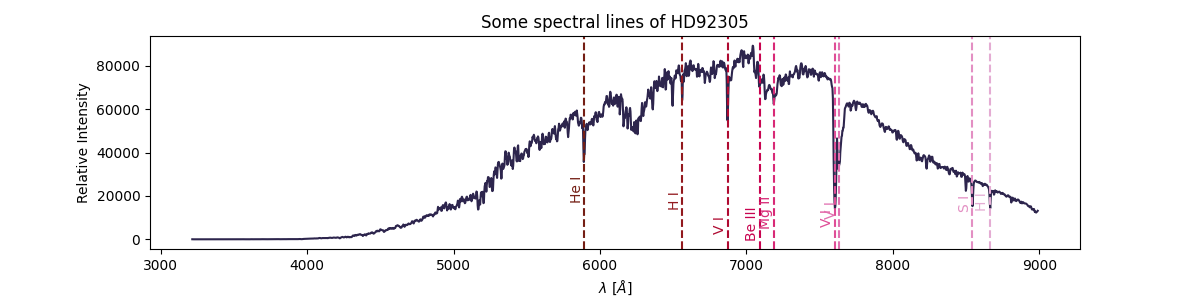 Some spectral lines of HD92305
Relative Intensity
80000
60000
40000
20000
0
He I
H I
V I
Be III
Mg II
V I
S I
H I
3000 4000 5000 6000 7000 8000 9000
λ [Å]